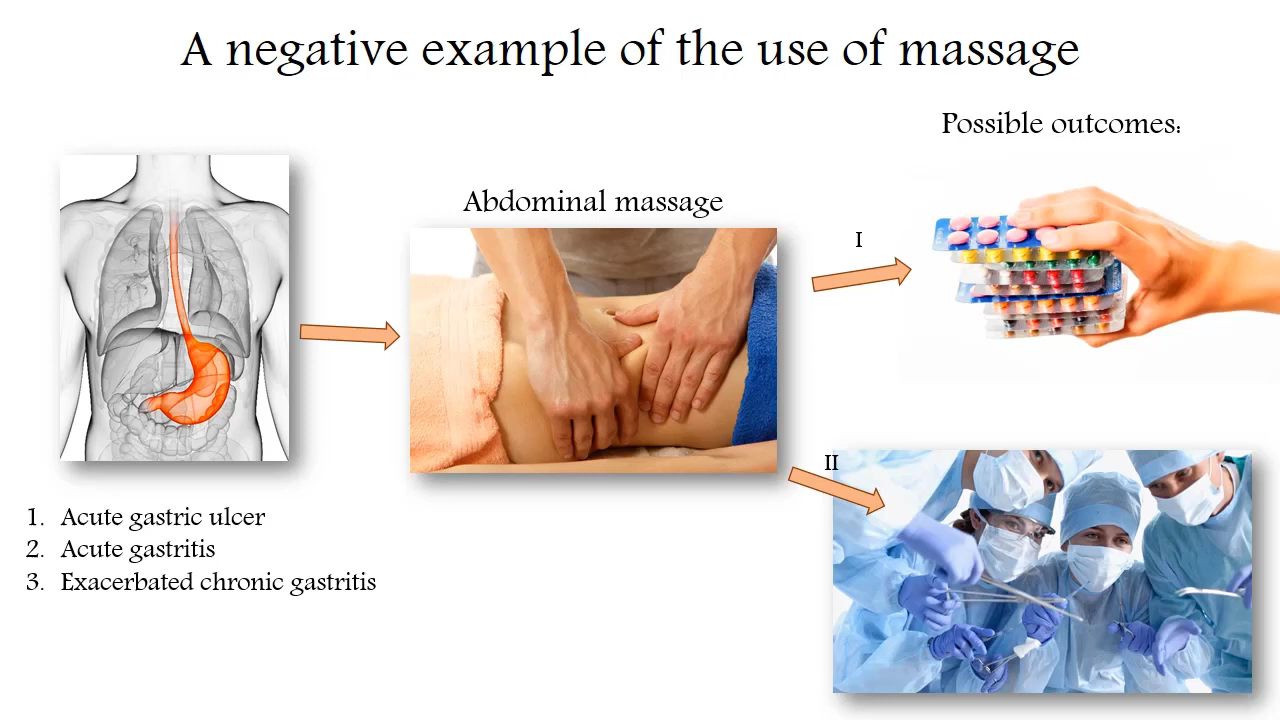 A negative example of the use of massage
Possible outcomes:
Abdominal massage
I
II
1. Acute gastric ulcer
2. Acute gastritis
3. Exacerbated chronic gastritis